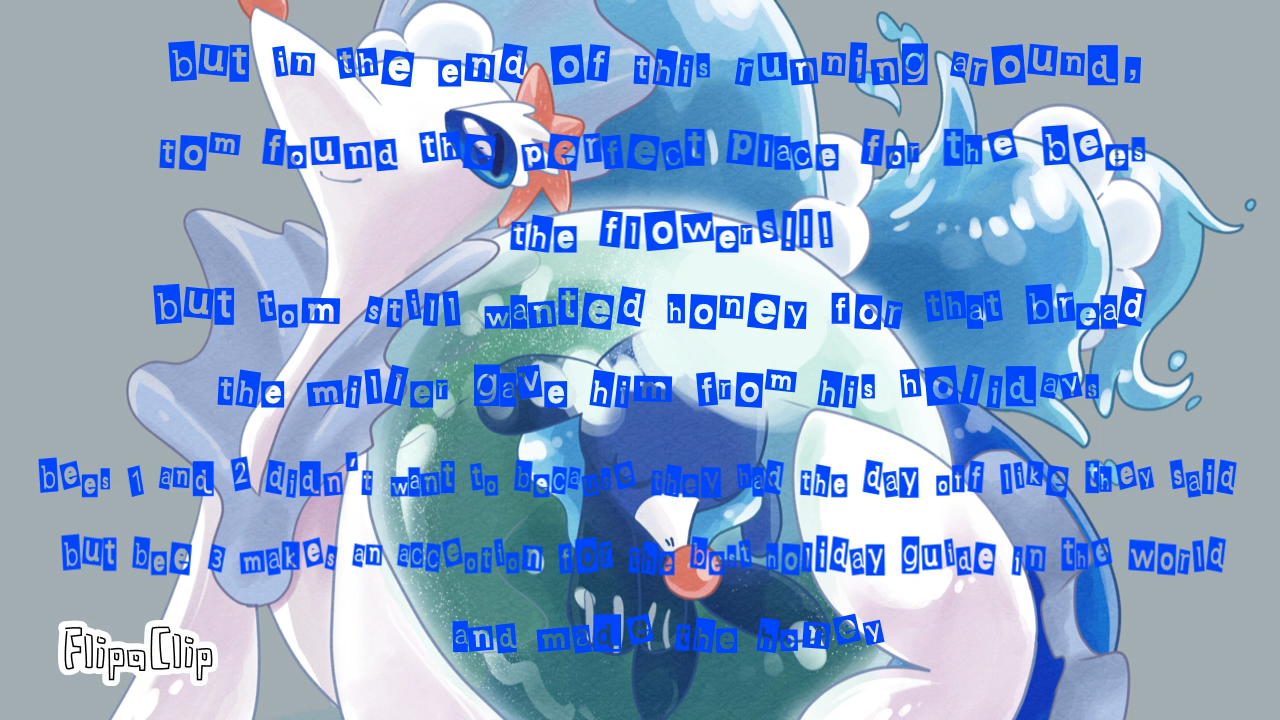 but in the end of this running around,
tom found the perfect place for the bees
the flowers!!!
but tom still wanted honey for that bread
the miller gave him from his holidays
bees 1 and 2 didn't want to because they had the day off like they said
but bee 3 makes an acceotion for the best holiday guide in the world
and made the honey
FlipaClip